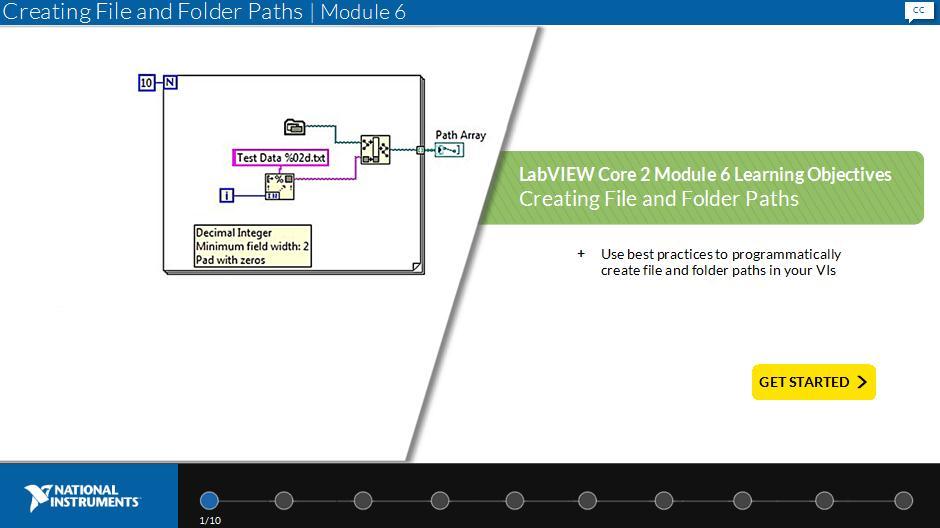 Creating File and Folder Paths | Module 6
CC
10
N
Path Array
Test Data %02d.txt
i
Decimal Integer
Minimum field width: 2
Pad with zeros
LabVIEW Core 2 Module 6 Learning Objectives
Creating File and Folder Paths
+ Use best practices to programmatically
create file and folder paths in your VIs
GET STARTED >
NATIONAL
INSTRUMENTS
1/10